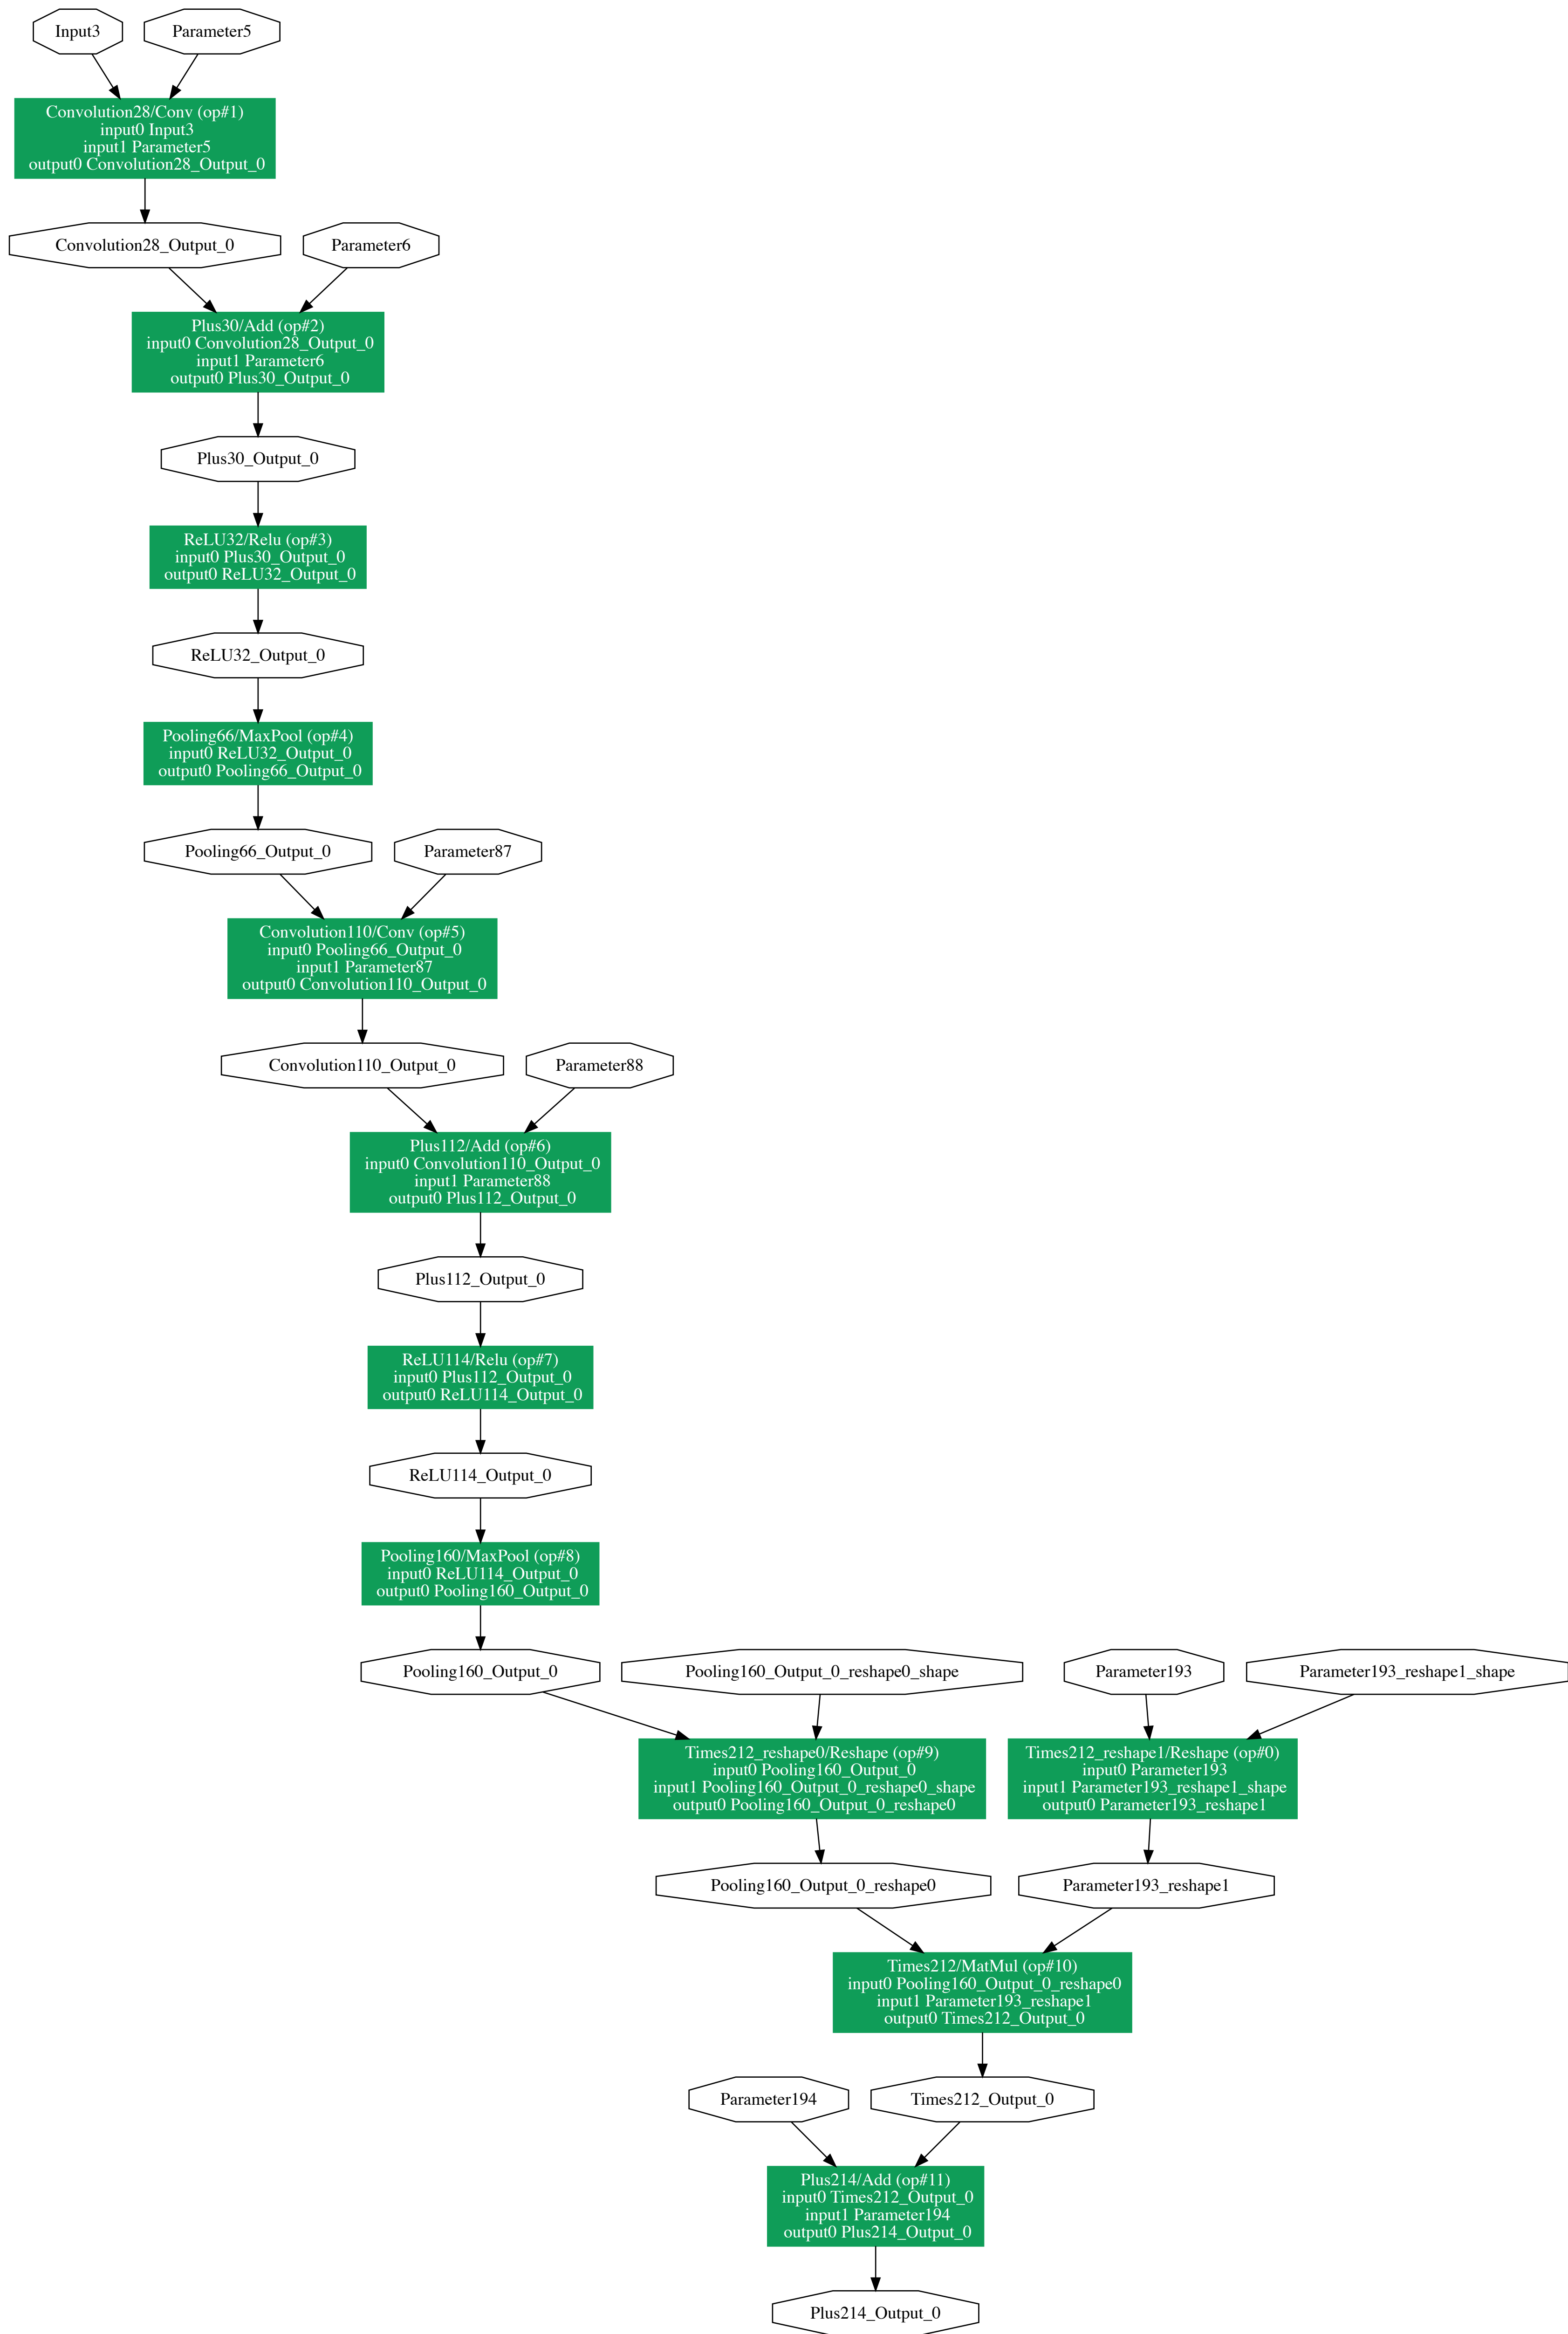 Input3
Parameter5
Convolution28/Conv (op#1)
input0 Input3
input1 Parameter5
output0 Convolution28_Output_0
Convolution28_Output_0
Parameter6
Plus30/Add (op#2)
input0 Convolution28_Output_0
input1 Parameter6
output0 Plus30_Output_0
Plus30_Output_0
ReLU32/Relu (op#3)
input0 Plus30_Output_0
output0 ReLU32_Output_0
ReLU32_Output_0
Pooling66/MaxPool (op#4)
input0 ReLU32_Output_0
output0 Pooling66_Output_0
Pooling66_Output_0
Parameter87
Convolution110/Conv (op#5)
input0 Pooling66_Output_0
input1 Parameter87
output0 Convolution110_Output_0
Convolution110_Output_0
Parameter88
Plus112/Add (op#6)
input0 Convolution110_Output_0
input1 Parameter88
output0 Plus112_Output_0
Plus112_Output_0
ReLU114/Relu (op#7)
input0 Plus112_Output_0
output0 ReLU114_Output_0
ReLU114_Output_0
Pooling160/MaxPool (op#8)
input0 ReLU114_Output_0
output0 Pooling160_Output_0
Pooling160_Output_0
Pooling160_Output_0_reshape0_shape
Parameter193
Parameter193_reshape1_shape
Times212_reshape0/Reshape (op#9)
input0 Pooling160_Output_0
input1 Pooling160_Output_0_reshape0_shape
output0 Pooling160_Output_0_reshape0
Times212_reshape1/Reshape (op#0)
input0 Parameter193
input1 Parameter193_reshape1_shape
output0 Parameter193_reshape1
Pooling160_Output_0_reshape0
Parameter193_reshape1
Times212/MatMul (op#10)
input0 Pooling160_Output_0_reshape0
input1 Parameter193_reshape1
output0 Times212_Output_0
Parameter194
Times212_Output_0
Plus214/Add (op#11)
input0 Times212_Output_0
input1 Parameter194
output0 Plus214_Output_0
Plus214_Output_0